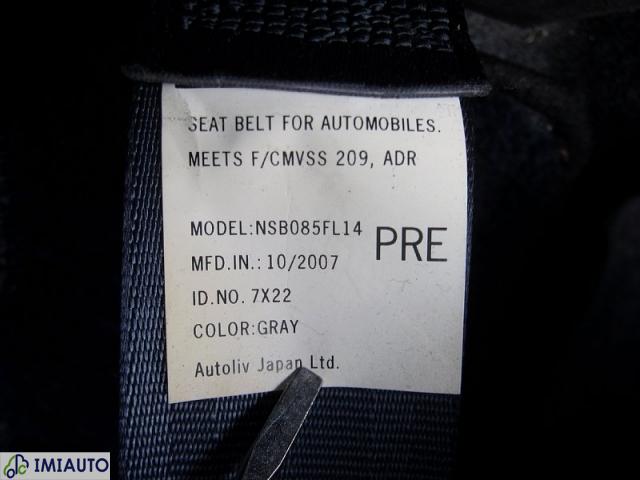 SEAT BELT FOR AUTOMOBILES.
MEETS F/CMVSS 209, ADR
MODEL:NSB085FL14
PRE
MFD.IN.: 10/2007
ID.NO. 7X22
COLOR:GRAY
Autoliv Japan Ltd.
IMIAUTO